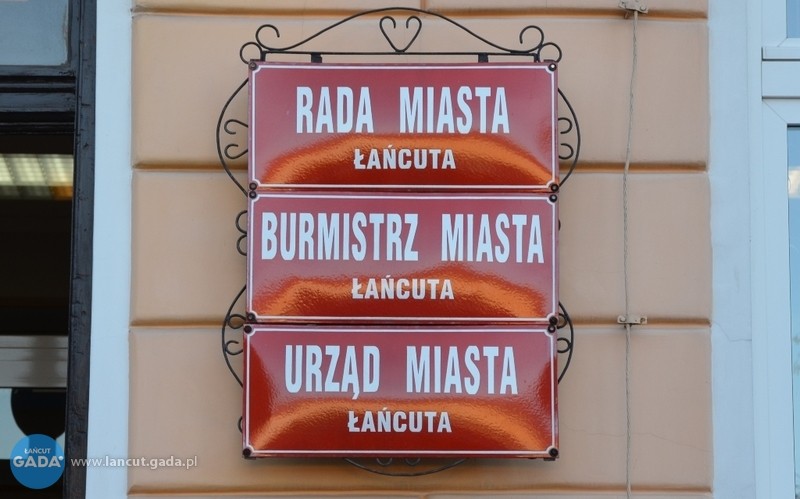 RADA MIASTA
ŁAŃCUTA
BURMISTRZ MIASTA
ŁAŃCUTA
URZĄD MIASTA
ŁAŃCUTA
ŁAŃCUT
GADA
www.lancut.gada.pl